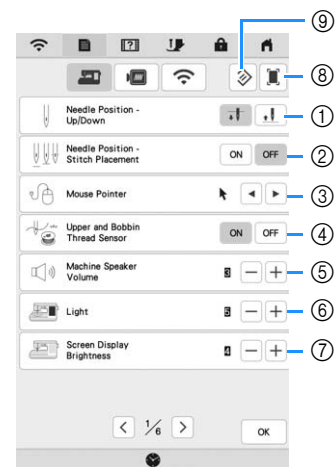 ⑨
⑧
Needle Position -
Up/Down
①
Needle Position -
Stitch Placement
ON OFF
②
Mouse Pointer
③
Upper and Bobbin
Thread Sensor
ON OFF
④
Machine Speaker
Volume
3 − +
⑤
Light
5 − +
⑥
Screen Display
Brightness
4 − +
⑦
< 1/6 >
OK